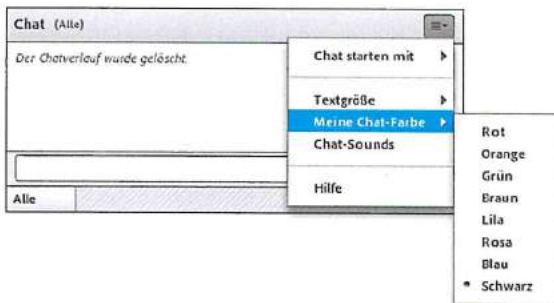 Chat (Alle)
Der Chatverlauf wurde gelöscht.
Chat starten mit
Textgröße
Meine Chat-Farbe
Chat-Sounds
Hilfe
Alle
Rot
Orange
Grün
Braun
Lila
Rosa
Blau
Schwarz